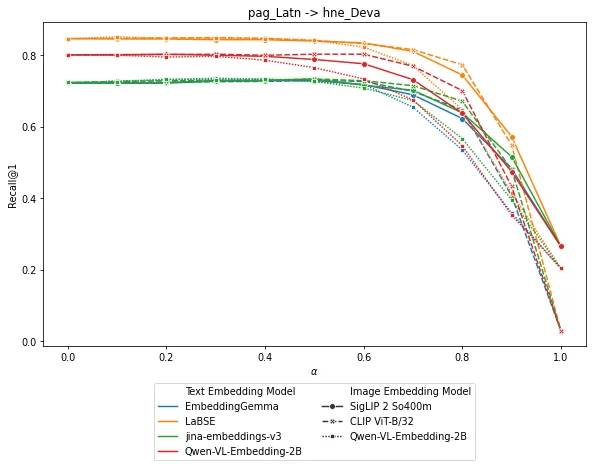 pag_Latn -> hne_Deva
Recall@1
0.8
0.6
0.4
0.2
0.0
0.0 0.2 0.4 0.6 0.8 1.0
α
Text Embedding Model
EmbeddingGemma
LaBSE
jina-embeddings-v3
Qwen-VL-Embedding-2B
Image Embedding Model
SigLIP 2 So400m
CLIP ViT-B/32
Qwen-VL-Embedding-2B